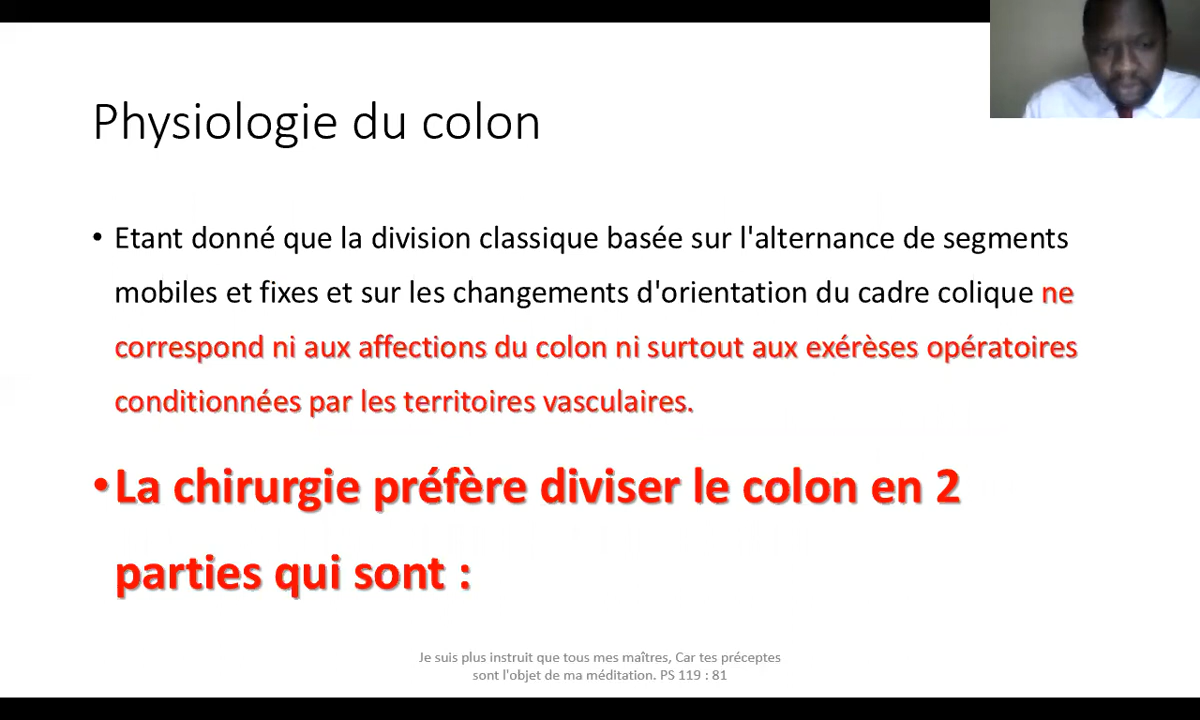 Physiologie du colon
• Etant donné que la division classique basée sur l'alternance de segments
mobiles et fixes et sur les changements d'orientation du cadre colique ne
correspond ni aux affections du colon ni surtout aux exérèses opératoires
conditionnées par les territoires vasculaires.
• La chirurgie préfère diviser le colon en 2
parties qui sont :
Je suis plus instruit que tous mes maîtres, Car tes préceptes
sont l'objet de ma méditation. PS 119 : 81